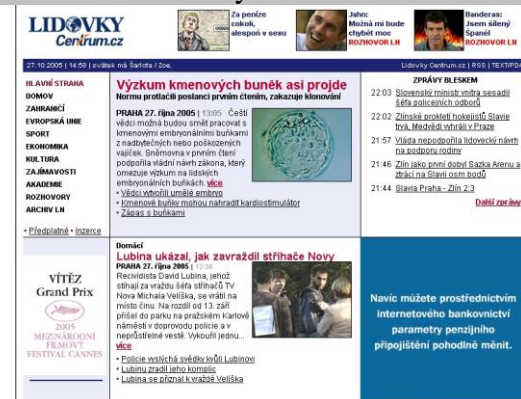 LIDOVKY
Centrum.cz
Za peníze
cokoli,
alespoň v sexu
Jahn:
Možná mi bude
chybět moc
ROZHOVOR LN
Banderas:
Jsem šílený
Španěl
ROZHOVOR LN
27.10.2005 | 14:58 | svátek má Šarlota / Zoe.
Lidovky Centrum.cz | RSS | TEXT/PDA
HLAVNÍ STRANA
DOMOV
ZAHRANIČÍ
EVROPSKÁ UNIE
SPORT
EKONOMIKA
KULTURA
ZAJÍMAVOSTI
AKADEMIE
ROZHOVORY
ARCHIV LN
• Předplatné • Inzerce
Výzkum kmenových buněk asi projde
Normu protlačili poslanci prvním čtením, zakazuje klonování
PRAHA 27. října 2005 | 13:05 Čeští
vědci možná budou smět pracovat s
kmenovými embryonálními buňkami
z nadbytečných nebo poškozených
vajíček. Sněmovna v prvním čtení
podpořila vládní návrh zákona, který
omezuje výzkum na lidských
embryonálních buňkách. více
• Vědci vytvořili umělé embryo
• Kmenové buňky mohou nahradit kardiostimulátor
• Zápas s buňkami
ZPRÁVY BLESKEM
22:03 Slovenský ministr vnitra sesadil
šéfa policejních odborů
22:02 Zlínské prokletí hokejistů Slavie
trvá, Medvědi vyhráli v Praze
21:57 Vláda nepodpořila lidovecký návrh
na podporu rodiny
21:46 Zlín jako první dobyl Sazka Arenu a
ztrácí na Slavii osm bodů
21:44 Slavia Praha - Zlín 2:3
Další zprávy
VÍTĚZ
Grand Prix
2005
MEZINÁRODNÍ
FILMOVÝ
FESTIVAL CANNES
Domácí
Lubina ukázal, jak zavraždil střihače Novy
PRAHA 27. října 2005 |
Recividista David Lubina, jehož
stíhají za vraždu šéfa střihačů TV
Nova Michala Velíška, se vrátil na
místo činu. Na rozdíl od 13. září
přišel do parku na pražském Karlově
náměstí v doprovodu policie a v
neprůstřelné vestě. Vykouřil jednu...
více
• Policie vyslýchá svědky kvůli Lubinovi
• Lubinu zradil jeho komplic
• Lubina se přiznal k vraždě Velíška
Navíc můžete prostřednictvím
internetového bankovnictví
parametry penzijního
připojištění pohodlně měnit.